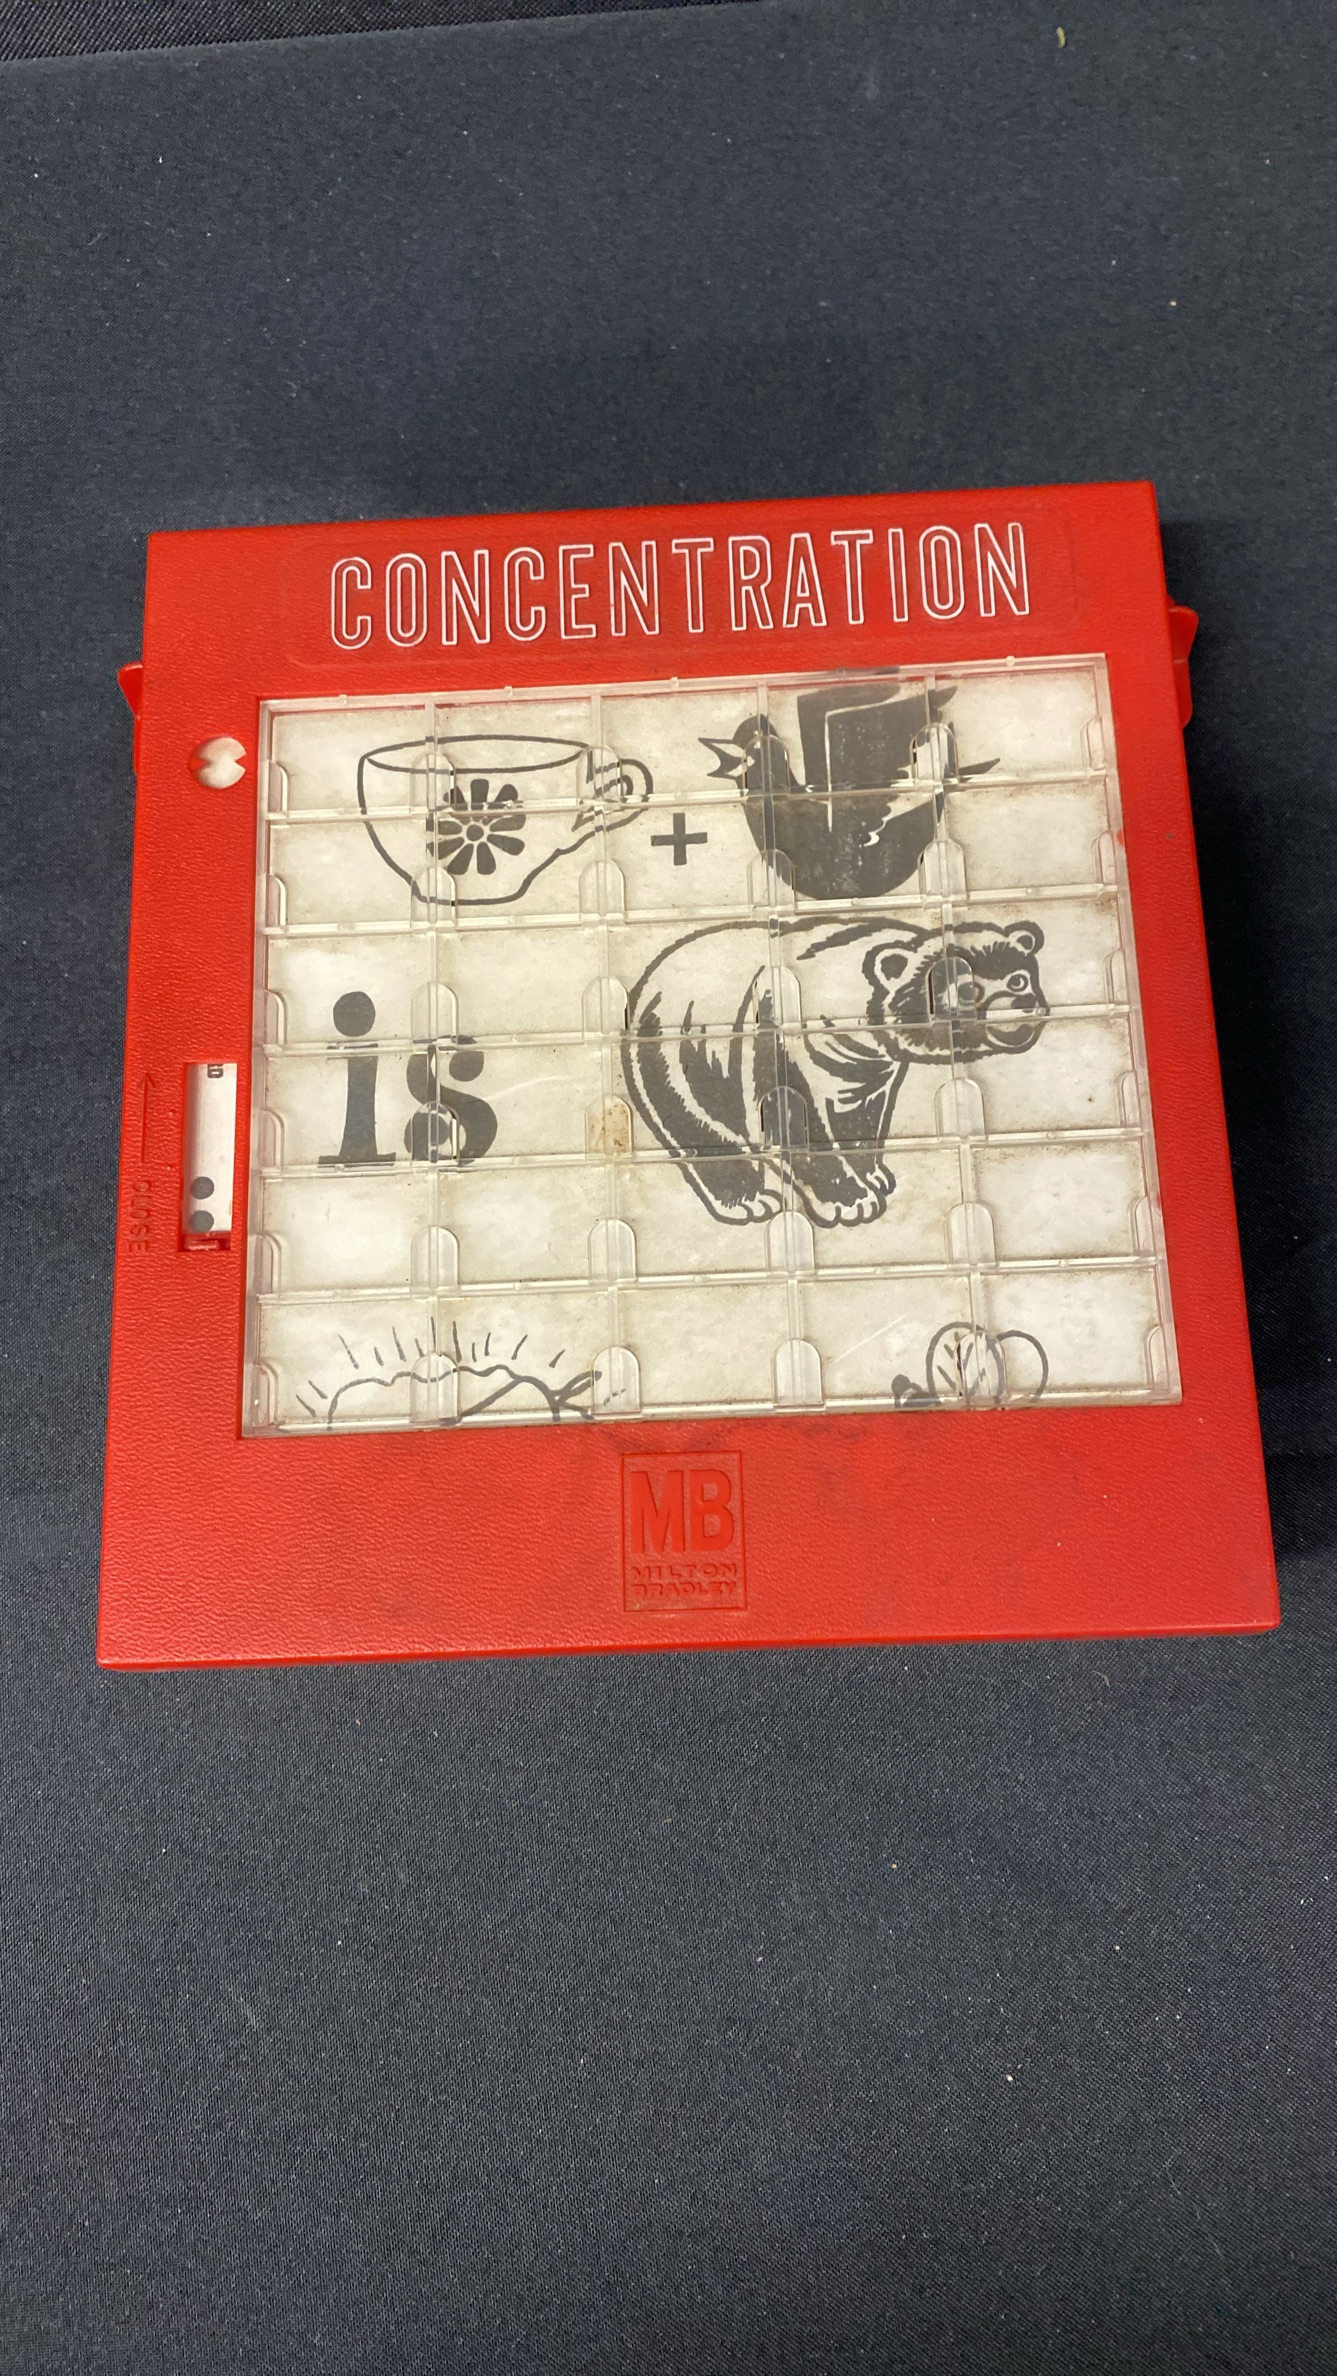 CONCENTRATION
+
is
CLOSE
MB
MILTON
BRADLEY